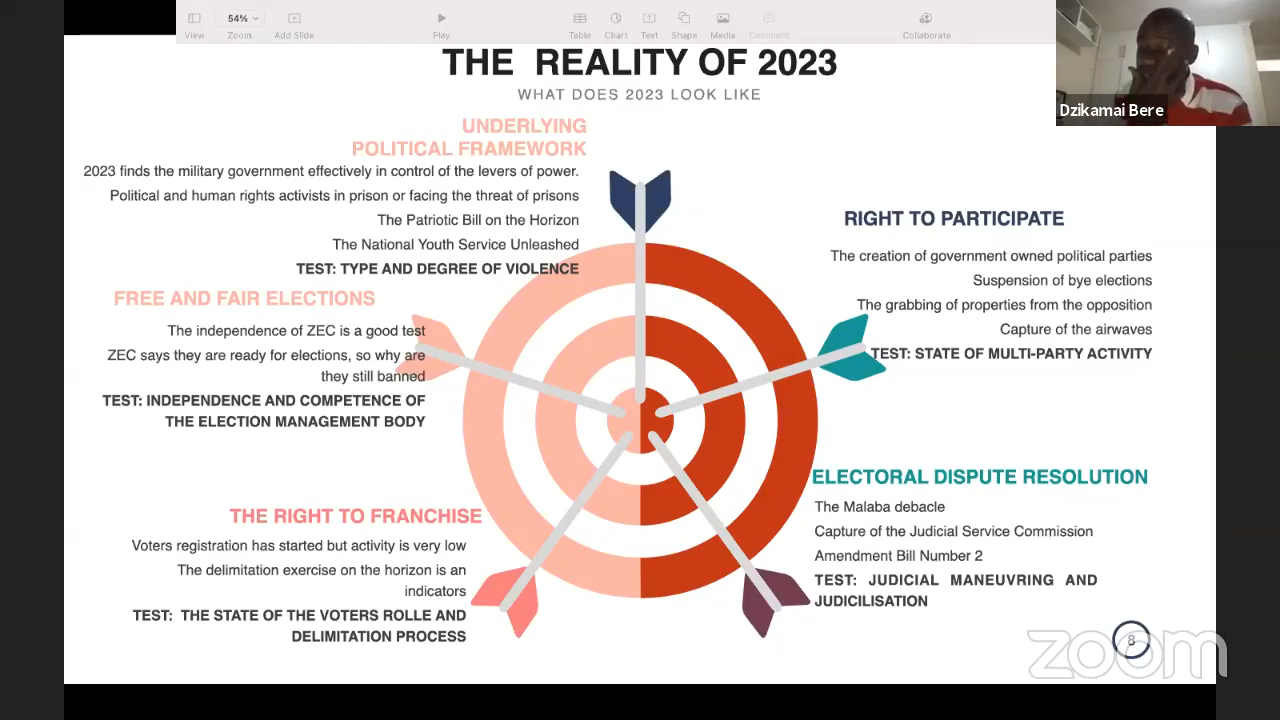 54%
View
Zoom
Add Slide
Play
Table
Chart
Text
Shape
Media
Comment
Collaborate
Dzikamai Bere
THE REALITY OF 2023
WHAT DOES 2023 LOOK LIKE
UNDERLYING
POLITICAL FRAMEWORK
2023 finds the military government effectively in control of the levers of power.
Political and human rights activists in prison or facing the threat of prisons
The Patriotic Bill on the Horizon
The National Youth Service Unleashed
TEST: TYPE AND DEGREE OF VIOLENCE
FREE AND FAIR ELECTIONS
The independence of ZEC is a good test
ZEC says they are ready for elections, so why are
they still banned
TEST: INDEPENDENCE AND COMPETENCE OF
THE ELECTION MANAGEMENT BODY
THE RIGHT TO FRANCHISE
Voters registration has started but activity is very low
The delimitation exercise on the horizon is an
indicators
TEST: THE STATE OF THE VOTERS ROLLE AND
DELIMITATION PROCESS
RIGHT TO PARTICIPATE
The creation of government owned political parties
Suspension of bye elections
The grabbing of properties from the opposition
Capture of the airwaves
TEST: STATE OF MULTI-PARTY ACTIVITY
ELECTORAL DISPUTE RESOLUTION
The Malaba debacle
Capture of the Judicial Service Commission
Amendment Bill Number 2
TEST: JUDICIAL MANEUVRING AND
JUDICILISATION
8
zoom